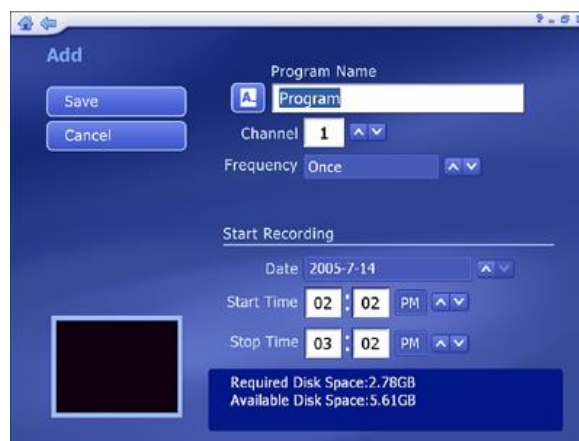 Add
Save
Cancel
Program Name
A
Program
Channel 1
Frequency Once
Start Recording
Date 2005-7-14
Start Time 02 : 02 PM
Stop Time 03 : 02 PM
Required Disk Space:2.78GB
Available Disk Space:5.61GB